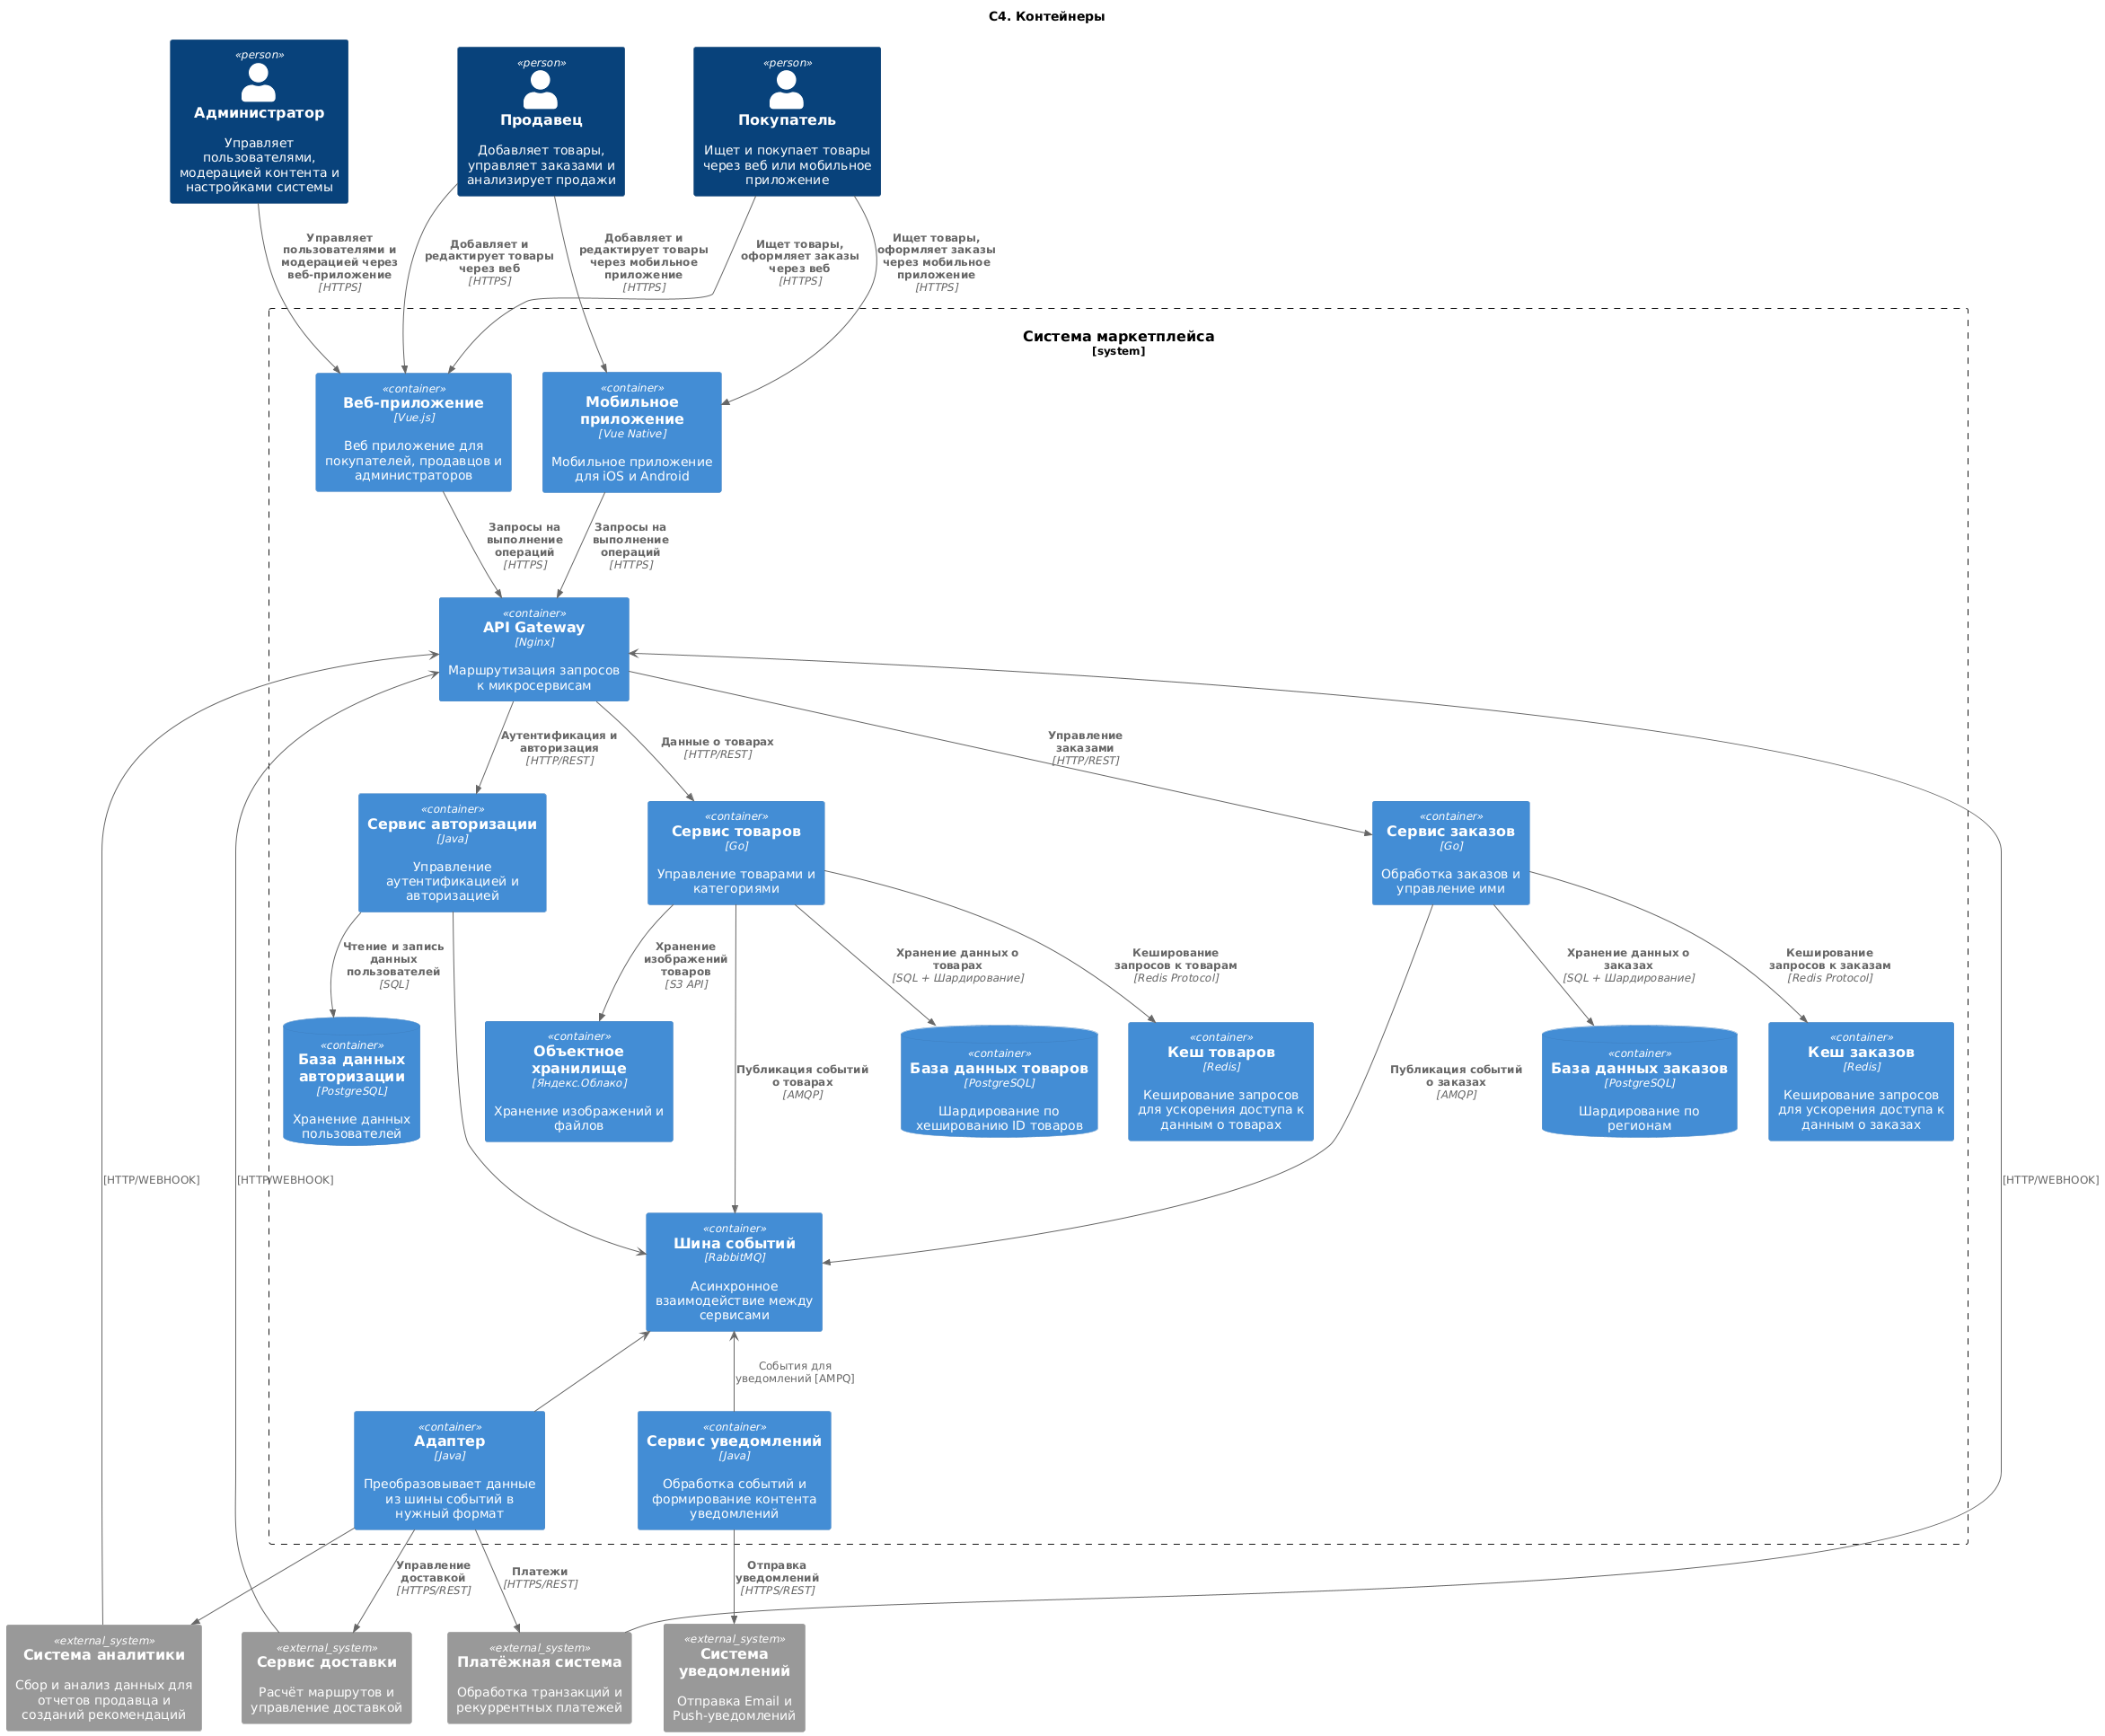 C4. Контейнеры
«person»
Администратор
Управляет
пользователями,
модерацией контента и
настройками системы
«person»
Продавец
Добавляет товары,
управляет заказами и
анализирует продажи
«person»
Покупатель
Ищет и покупает товары
через веб или мобильное
приложение
Управляет
пользователями и
модерацией через
веб-приложение
[HTTPS]
Добавляет и
редактирует товары
через веб
[HTTPS]
Добавляет и
редактирует товары
через мобильное
приложение
[HTTPS]
Ищет товары,
оформляет заказы
через веб
[HTTPS]
Ищет товары,
оформляет заказы
через мобильное
приложение
[HTTPS]
Система маркетплейса
[system]
«container»
Веб-приложение
[Vue.js]
Веб приложение для
покупателей, продавцов и
администраторов
«container»
Мобильное
приложение
[Vue Native]
Мобильное приложение
для iOS и Android
Запросы на
выполнение
операций
[HTTPS]
Запросы на
выполнение
операций
[HTTPS]
«container»
API Gateway
[Nginx]
Маршрутизация запросов
к микросервисам
Аутентификация и
авторизация
[HTTP/REST]
Данные о товарах
[HTTP/REST]
Управление
заказами
[HTTP/REST]
«container»
Сервис авторизации
[Java]
Управление
аутентификацией и
авторизацией
«container»
Сервис товаров
[Go]
Управление товарами и
категориями
«container»
Сервис заказов
[Go]
Обработка заказов и
управление ими
Чтение и запись
данных
пользователей
[SQL]
Хранение
изображений
товаров
[S3 API]
Хранение данных о
товарах
[SQL + Шардирование]
Кеширование
запросов к товарам
[Redis Protocol]
Хранение данных о
заказах
[SQL + Шардирование]
Кеширование
запросов к заказам
[Redis Protocol]
«container»
База данных
авторизации
[PostgreSQL]
Хранение данных
пользователей
«container»
Объектное
хранилище
[Яндекс.Облако]
Хранение изображений и
файлов
Публикация событий
о товарах
[AMQP]
«container»
База данных товаров
[PostgreSQL]
Шардирование по
хешированию ID товаров
«container»
Кеш товаров
[Redis]
Кеширование запросов
для ускорения доступа к
данным о товарах
Публикация событий
о заказах
[AMQP]
«container»
База данных заказов
[PostgreSQL]
Шардирование по
регионам
«container»
Кеш заказов
[Redis]
Кеширование запросов
для ускорения доступа к
данным о заказах
[HTTP/WEBHOOK]
[HTTP/WEBHOOK]
[HTTP/WEBHOOK]
«container»
Шина событий
[RabbitMQ]
Асинхронное
взаимодействие между
сервисами
События для
уведомлений [AMPQ]
«container»
Адаптер
[Java]
Преобразовывает данные
из шины событий в
нужный формат
«container»
Сервис уведомлений
[Java]
Обработка событий и
формирование контента
уведомлений
Управление
доставкой
[HTTPS/REST]
Платежи
[HTTPS/REST]
Отправка
уведомлений
[HTTPS/REST]
«external_system»
Система аналитики
Сбор и анализ данных для
отчетов продавца и
созданий рекомендаций
«external_system»
Сервис доставки
Расчёт маршрутов и
управление доставкой
«external_system»
Платёжная система
Обработка транзакций и
рекуррентных платежей
«external_system»
Система
уведомлений
Отправка Email и
Push-уведомлений